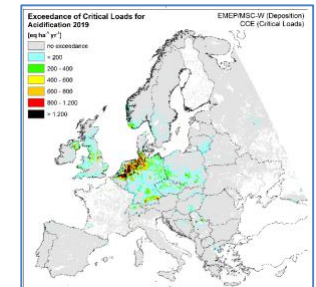 Exceedance of Critical Loads for
Acidification 2019
[eq ha⁻¹ yr⁻¹]
EMEP/MSC-W (Deposition)
CCE (Critical Loads)
no exceedance
< 200
200 - 400
400 - 600
600 - 800
800 - 1.200
> 1.200